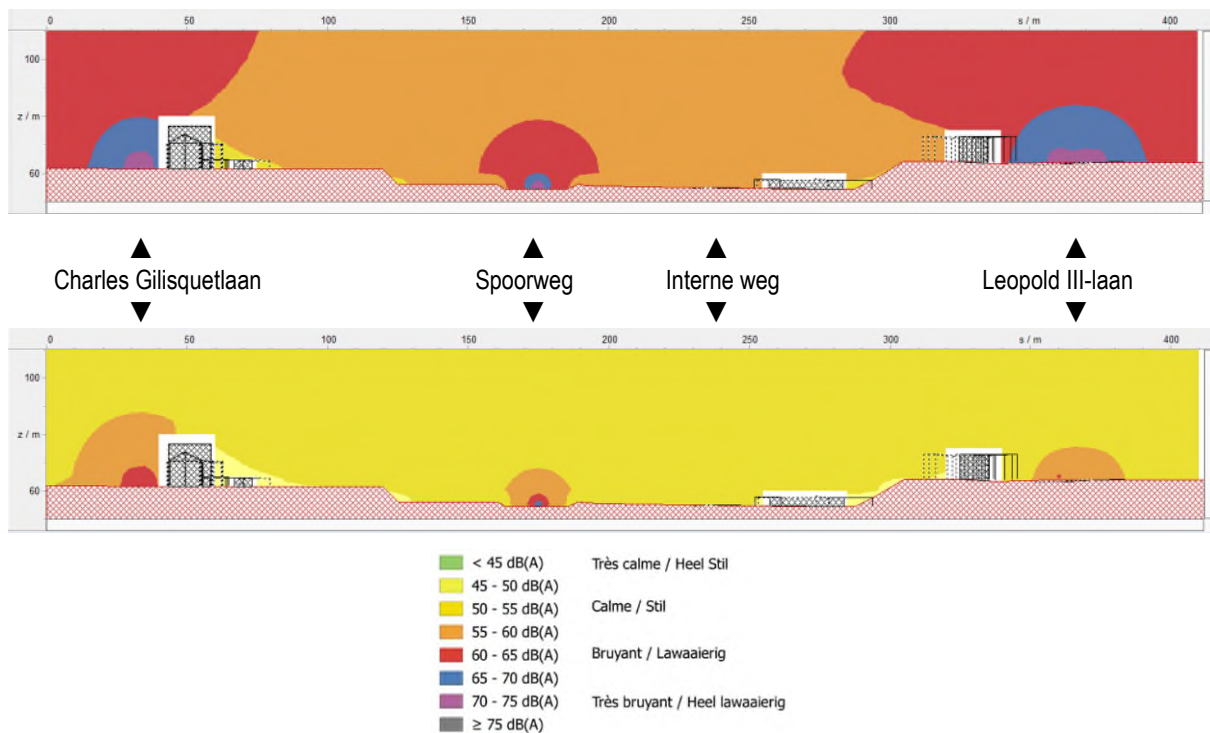 0 50 100 150 200 250 300 s / m 400
100
z / m
60
Charles Gilisquetlaan Spoorweg Interne weg Leopold III-laan
0 50 100 150 200 250 300 s / m 400
100
z / m
60
< 45 dB(A) Très calme / Heel Stil
45 - 50 dB(A)
50 - 55 dB(A) Calme / Stil
55 - 60 dB(A)
60 - 65 dB(A) Bruyant / Lawaaierig
65 - 70 dB(A)
70 - 75 dB(A) Très bruyant / Heel lawaaierig
≥ 75 dB(A)